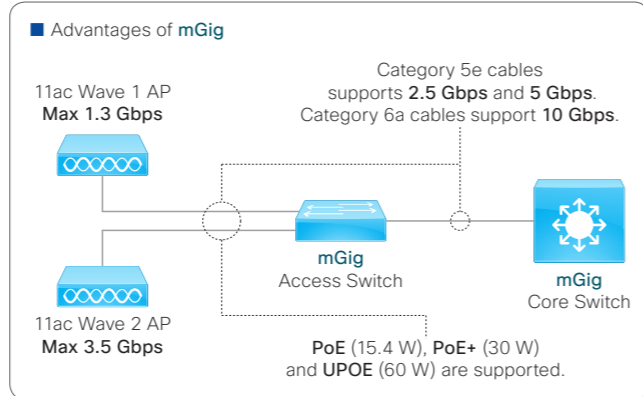 Advantages of mGig
11ac Wave 1 AP
Max 1.3 Gbps
Category 5e cables
supports 2.5 Gbps and 5 Gbps.
Category 6a cables support 10 Gbps.
mGig
Access Switch
mGig
Core Switch
11ac Wave 2 AP
Max 3.5 Gbps
PoE (15.4 W), PoE+ (30 W)
and UPOE (60 W) are supported.